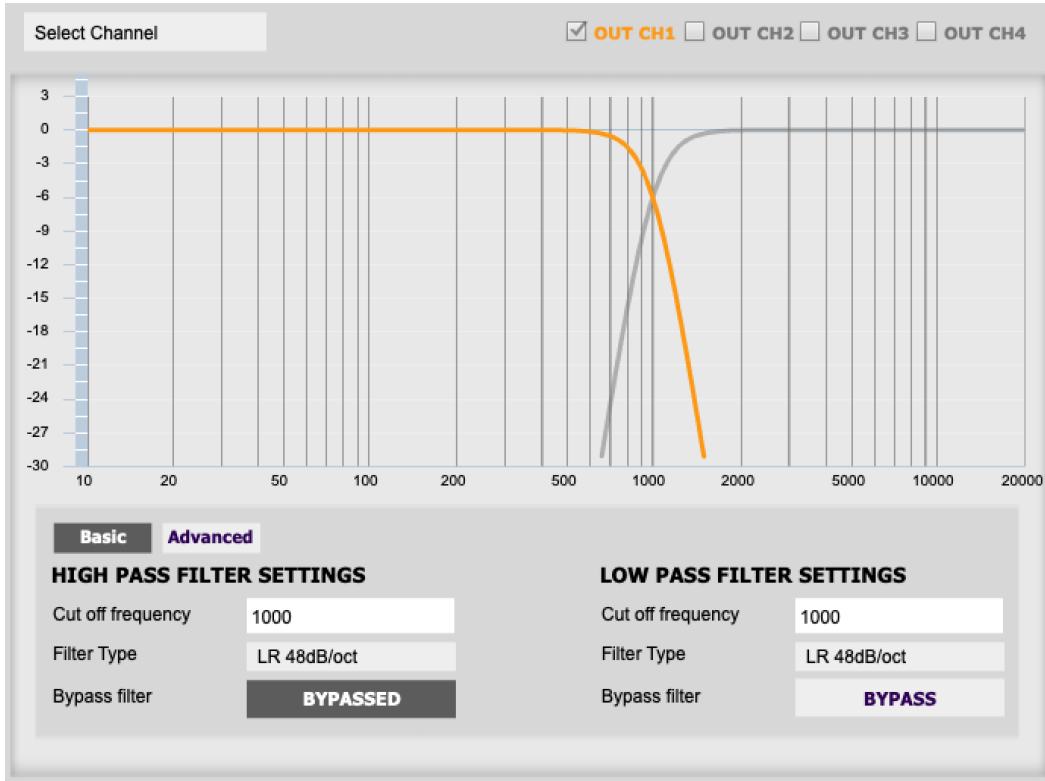 Select Channel
OUT CH1 OUT CH2 OUT CH3 OUT CH4
3
0
-3
-6
-9
-12
-15
-18
-21
-24
-27
-30
10 20 50 100 200 500 1000 2000 5000 10000 20000
Basic Advanced
HIGH PASS FILTER SETTINGS
Cut off frequency 1000
Filter Type LR 48dB/oct
Bypass filter BYPASSED
LOW PASS FILTER SETTINGS
Cut off frequency 1000
Filter Type LR 48dB/oct
Bypass filter BYPASS